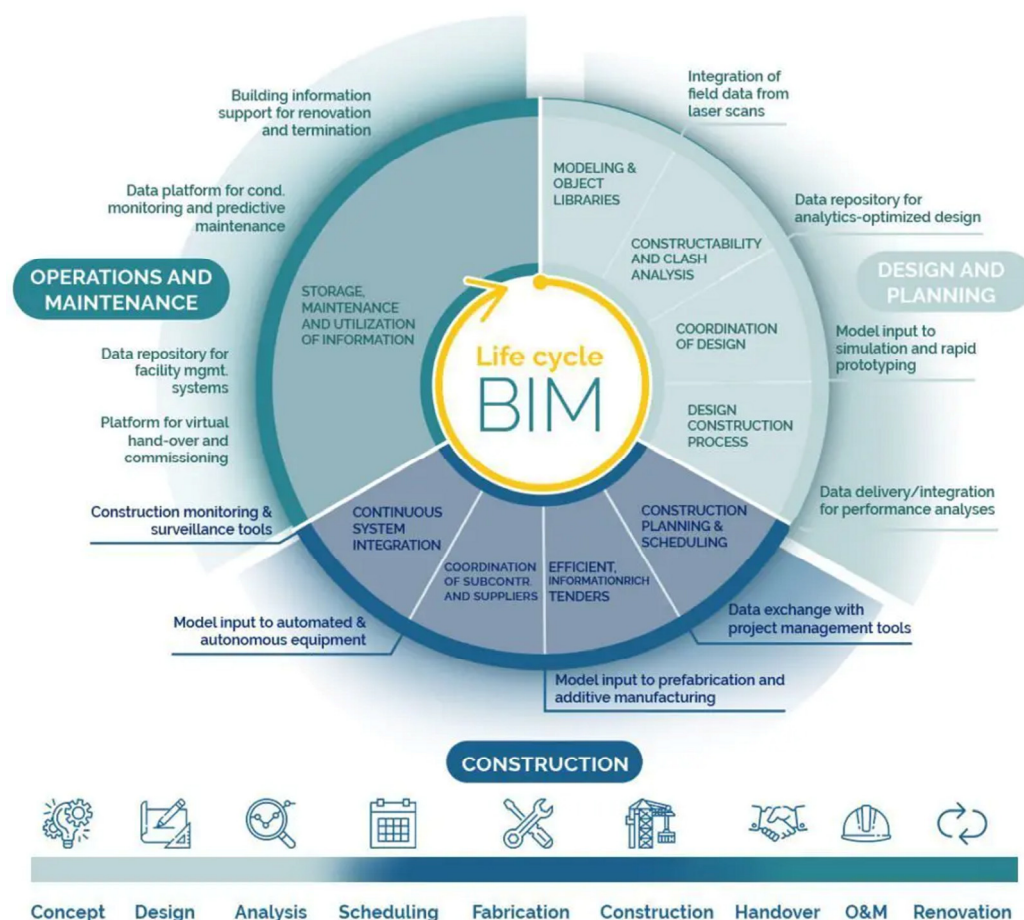 Integration of
field data from
laser scans
Building information
support for renovation
and termination
MODELING &
OBJECT
LIBRARIES
Data platform for cond.
monitoring and predictive
maintenance
Data repository for
analytics-optimized design
CONSTRUCTABILITY
AND CLASH
ANALYSIS
OPERATIONS AND
MAINTENANCE
DESIGN AND
PLANNING
STORAGE,
MAINTENANCE
AND UTILIZATION
OF INFORMATION
COORDINATION
OF DESIGN
Model input to
simulation and rapid
prototyping
Life cycle
BIM
Data repository for
facility mgmt.
systems
DESIGN
CONSTRUCTION
PROCESS
Platform for virtual
hand-over and
commissioning
Data delivery/integration
for performance analyses
Construction monitoring &
surveillance tools
CONTINUOUS
SYSTEM
INTEGRATION
CONSTRUCTION
PLANNING &
SCHEDULING
COORDINATION
OF SUBCONTR.
AND SUPPLIERS
EFFICIENT,
INFORMATIONRICH
TENDERS
Model input to automated &
autonomous equipment
Data exchange with
project management tools
Model input to prefabrication and
additive manufacturing
CONSTRUCTION
Concept Design Analysis Scheduling Fabrication Construction Handover O&M Renovation